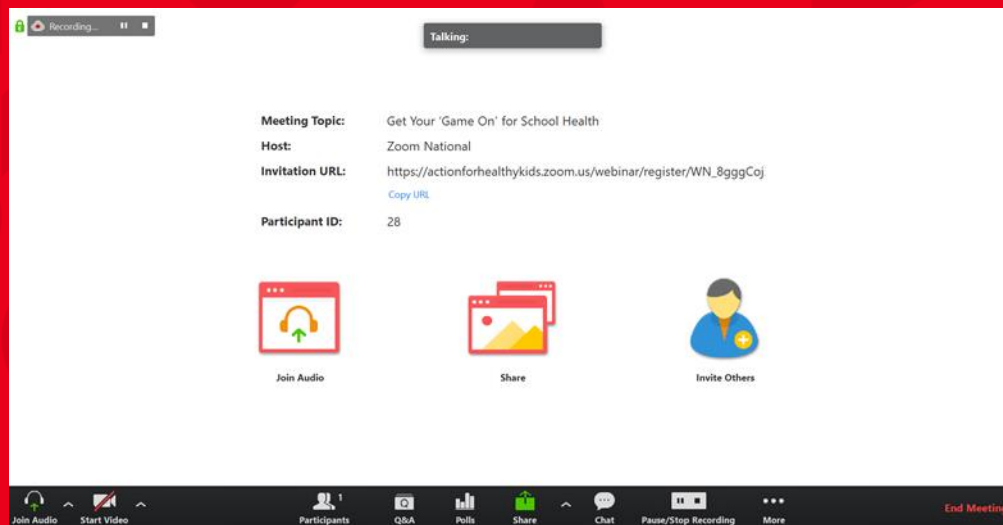 Recording...
Talking:
Meeting Topic: Get Your 'Game On' for School Health
Host: Zoom National
Invitation URL: https://actionforhealthykids.zoom.us/webinar/register/WN_8gggCoj
Copy URL
Participant ID: 28
Join Audio Share Invite Others
Join Audio Start Video Participants 1 Q&A Polls Share Chat Pause/Stop Recording More End Meeting